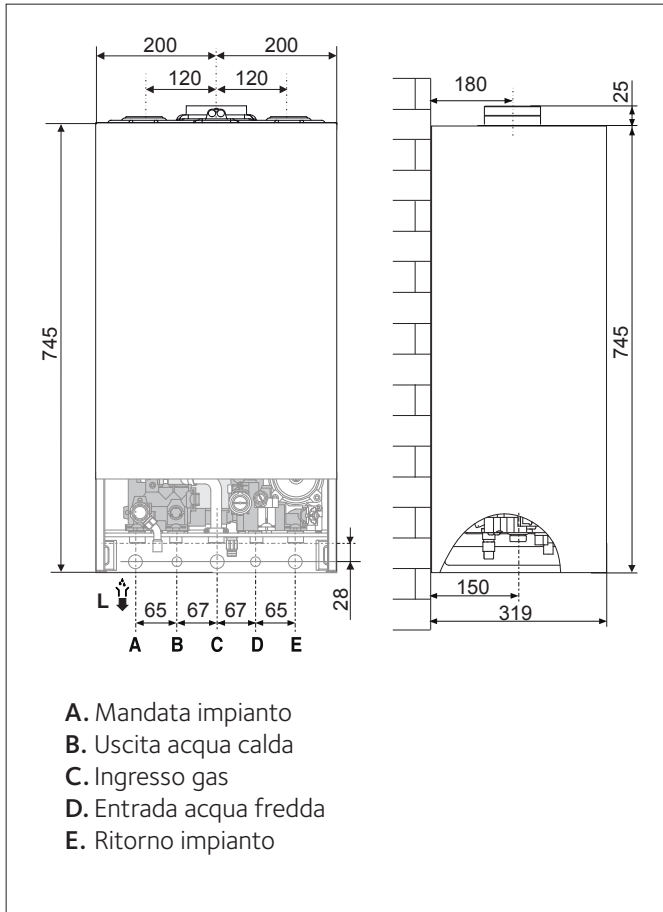 200 200
120 120
180
25
745
745
28
L
65 67 67 65
A B C D E
150
319
A. Mandata impianto
B. Uscita acqua calda
C. Ingresso gas
D. Entrada acqua fredda
E. Ritorno impianto